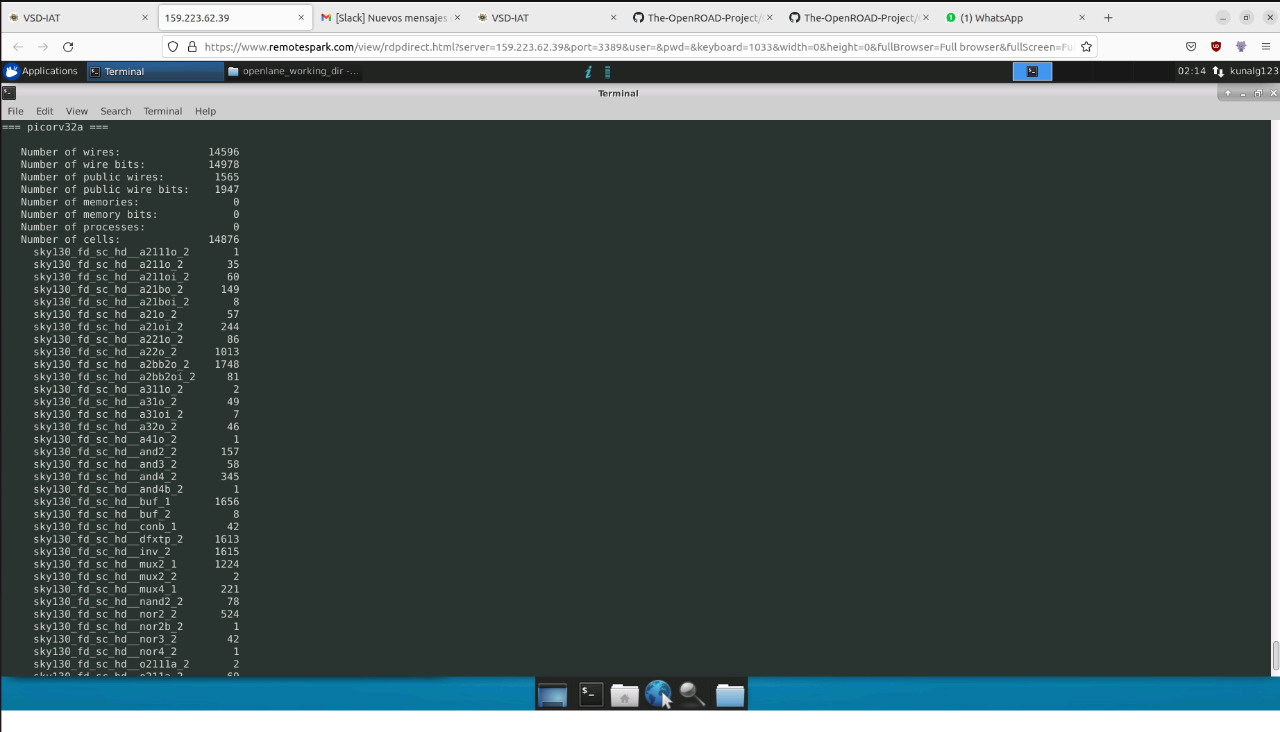 VSD-IAT
159.223.62.39
[Slack] Nuevos mensajes
VSD-IAT
The-OpenROAD-Project/
The-OpenROAD-Project/
(1) WhatsApp
https://www.remotespark.com/view/rdpdirect.html?server=159.223.62.39&port=3389&user=&pwd=&keyboard=1033&width=0&height=0&fullBrowser=Full browser&fullScreen=Fu
Applications
Terminal
openlane_working_dir -...
02:14
kunalg123
Terminal
File Edit View Search Terminal Help
=== picorv32a ===
Number of wires: 14596
Number of wire bits: 14978
Number of public wires: 1565
Number of public wire bits: 1947
Number of memories: 0
Number of memory bits: 0
Number of processes: 0
Number of cells: 14876
sky130_fd_sc_hd__a2111o_2 1
sky130_fd_sc_hd__a211o_2 35
sky130_fd_sc_hd__a211oi_2 60
sky130_fd_sc_hd__a21bo_2 149
sky130_fd_sc_hd__a21boi_2 8
sky130_fd_sc_hd__a21o_2 57
sky130_fd_sc_hd__a21oi_2 244
sky130_fd_sc_hd__a221o_2 86
sky130_fd_sc_hd__a22o_2 1013
sky130_fd_sc_hd__a2bb2o_2 1748
sky130_fd_sc_hd__a2bb2oi_2 81
sky130_fd_sc_hd__a311o_2 2
sky130_fd_sc_hd__a31o_2 49
sky130_fd_sc_hd__a31oi_2 7
sky130_fd_sc_hd__a32o_2 46
sky130_fd_sc_hd__a41o_2 1
sky130_fd_sc_hd__and2_2 157
sky130_fd_sc_hd__and3_2 58
sky130_fd_sc_hd__and4_2 345
sky130_fd_sc_hd__and4b_2 1
sky130_fd_sc_hd__buf_1 1656
sky130_fd_sc_hd__buf_2 8
sky130_fd_sc_hd__conb_1 42
sky130_fd_sc_hd__dfxtp_2 1613
sky130_fd_sc_hd__inv_2 1615
sky130_fd_sc_hd__mux2_1 1224
sky130_fd_sc_hd__mux2_2 2
sky130_fd_sc_hd__mux4_1 221
sky130_fd_sc_hd__nand2_2 78
sky130_fd_sc_hd__nor2_2 524
sky130_fd_sc_hd__nor2b_2 1
sky130_fd_sc_hd__nor3_2 42
sky130_fd_sc_hd__nor4_2 1
sky130_fd_sc_hd__o2111a_2 2